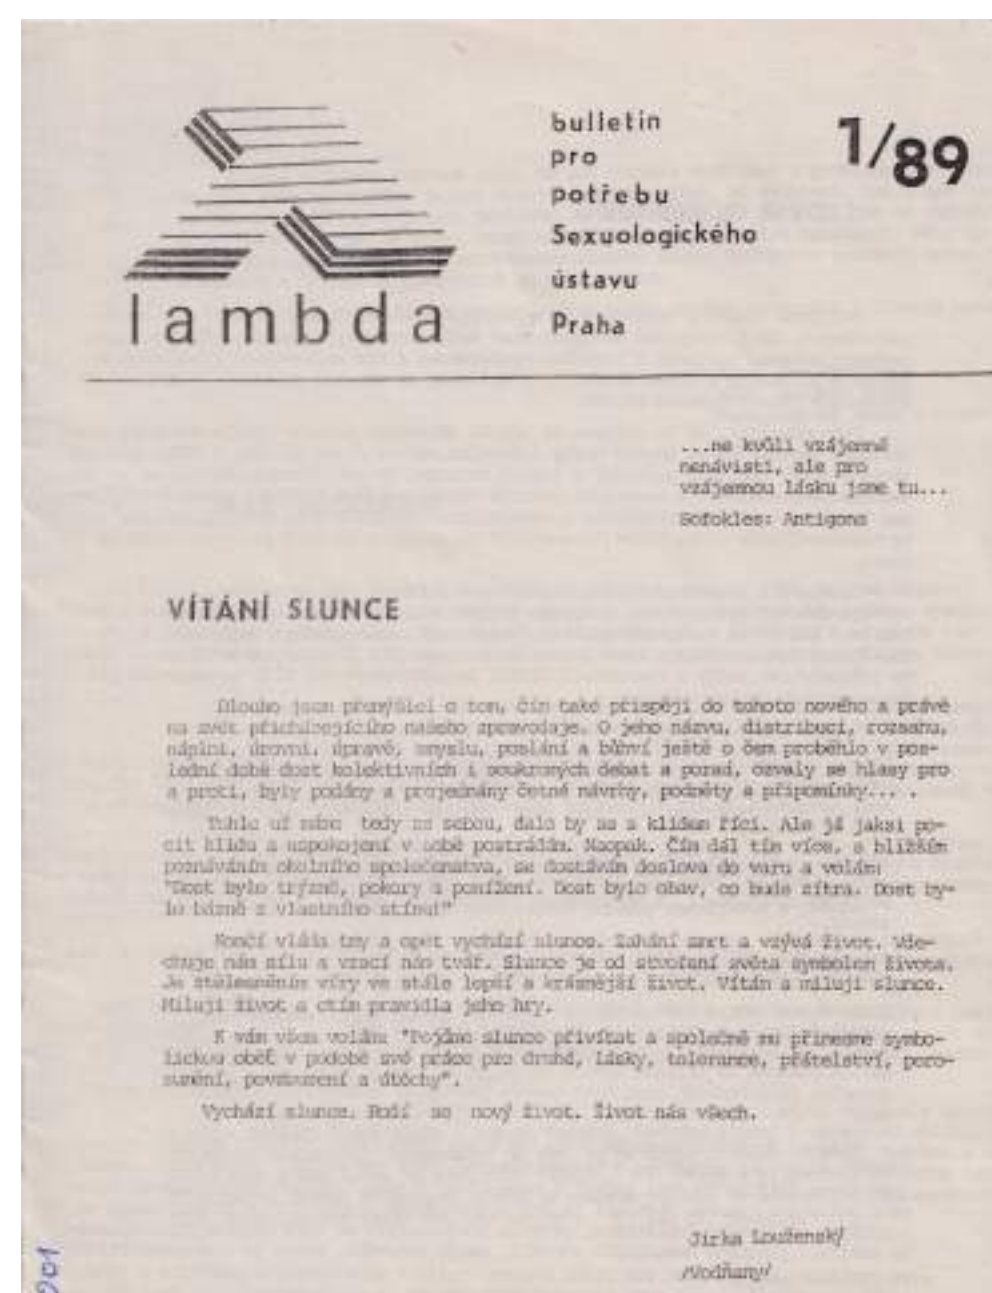 lambda
bulletin
pro
potřebu
Sexuologického
ústavu
Praha
1/89
...ne kvůli vzájemné
nenávisti, ale pro
vzájemnou lásku jsme tu...
Sofokles: Antigona
VÍTÁNÍ SLUNCE
Dlouho jsem přemýšlel o tom, čím také přispěji do tohoto nového a právě
na svět přicházejícího našeho zpravodaje. O jeho názvu, distribuci, rozsahu,
náplni, úrovni, úpravě, smyslu, poslání a bůhví ještě o čem proběhlo v pos-
lední době dost kolektivních i soukromých debat a porad, ozvaly se hlasy pro
a proti, byly podány a projednány četné návrhy, podněty a připomínky... .
Tohle už máme tedy za sebou, dalo by se s klidem říci. Ale já jaksi po-
cit klidu a uspokojení v sobě postrádám. Naopak. Čím dál tím více, s bližším
poznáváním okolního společenstva, se dostávám doslova do varu a volám:
"Dost bylo trýzně, pokory a ponížení. Dost bylo obav, co bude zítra. Dost by-
lo bázně z vlastního stínu!"
Končí vláda tmy a opět vychází slunce. Zahání smrt a vzývá život. Vde-
chuje nám sílu a vrací nám tvář. Slunce je od stvoření světa symbolem života.
Je ztělesněním víry ve stále lepší a krásnější život. Vítám a miluji slunce.
Miluji život a ctím pravidla jeho hry.
K vám všem volám: "Pojďme slunce přivítat a společně mu přinesme symbo-
lickou oběť v podobě své práce pro druhé, lásky, tolerance, přátelství, poro-
zumění, povzbuzení a útěchy".
Vychází slunce. Rodí se nový život. Život nás všech.
Jirka Louženský/
/Vodňany/